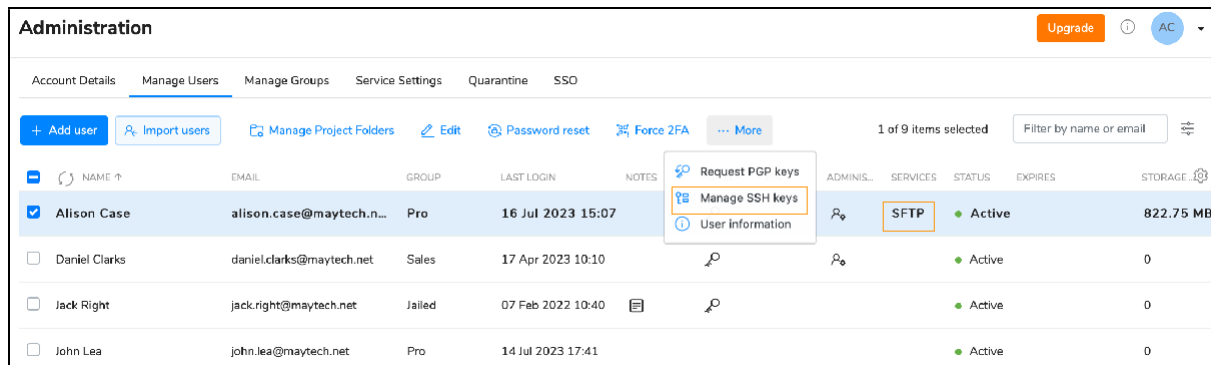 Administration
Upgrade AC
Account Details Manage Users Manage Groups Service Settings Quarantine SSO
+ Add user Import users Manage Project Folders Edit Password reset Force 2FA ··· More 1 of 9 items selected Filter by name or email
NAME ↑ EMAIL GROUP LAST LOGIN NOTES ADMINIS... SERVICES STATUS EXPIRES STORAGE ...
Request PGP keys
Manage SSH keys
User information
Alison Case alison.case@maytech.n... Pro 16 Jul 2023 15:07 SFTP Active 822.75 MB
Daniel Clarks daniel.clarks@maytech.net Sales 17 Apr 2023 10:10 Active 0
Jack Right jack.right@maytech.net Jailed 07 Feb 2022 10:40 Active 0
John Lea john.lea@maytech.net Pro 14 Jul 2023 17:41 Active 0